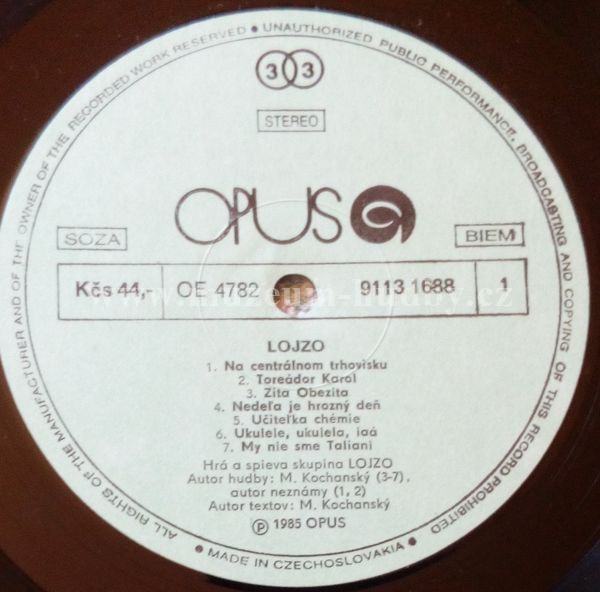 ALL RIGHTS OF THE MANUFACTURER AND OF THE OWNER OF THE RECORDED WORK RESERVED • UNAUTHORIZED PUBLIC PERFORMANCE, BROADCASTING AND COPYING OF THIS RECORD PROHIBITED
33
STEREO
OPUS
SOZA
BIEM
Kčs 44,- OE 4782 9113 1688 1
www.muzeum-hudby.cz
LOJZO
1. Na centrálnom trhovisku
2. Toreádor Karol
3. Zita Obezita
4. Nedeľa je hrozný deň
5. Učiteľka chémie
6. Ukulele, ukulela, iaá
7. My nie sme Taliani
Hrá a spieva skupina LOJZO
Autor hudby: M. Kochanský (3-7),
autor neznámy (1, 2)
Autor textov: M. Kochanský
Ⓟ 1985 OPUS
• MADE IN CZECHOSLOVAKIA •